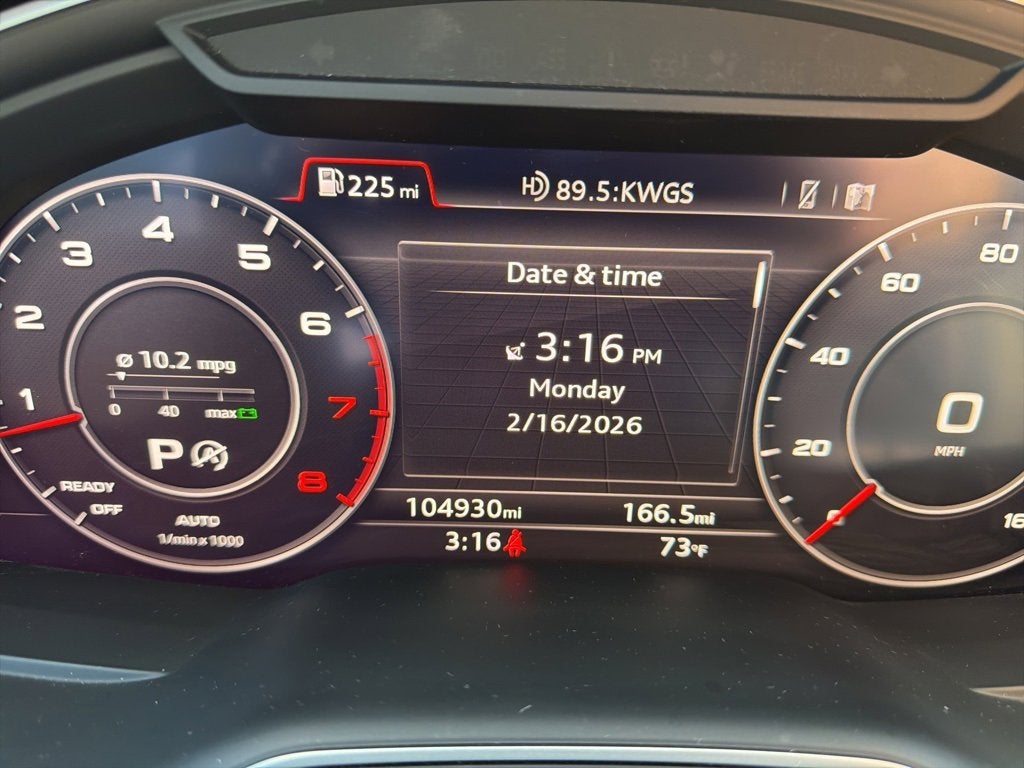 225 mi
HD 89.5:KWGS
Date & time
3:16 PM
Monday
2/16/2026
104930mi
166.5mi
3:16
73°F
1
2
3
4
5
6
7
8
ø 10.2 mpg
0 40 max
P A
READY
OFF
AUTO
1/min x 1000
0
20
40
60
80
16
0
MPH